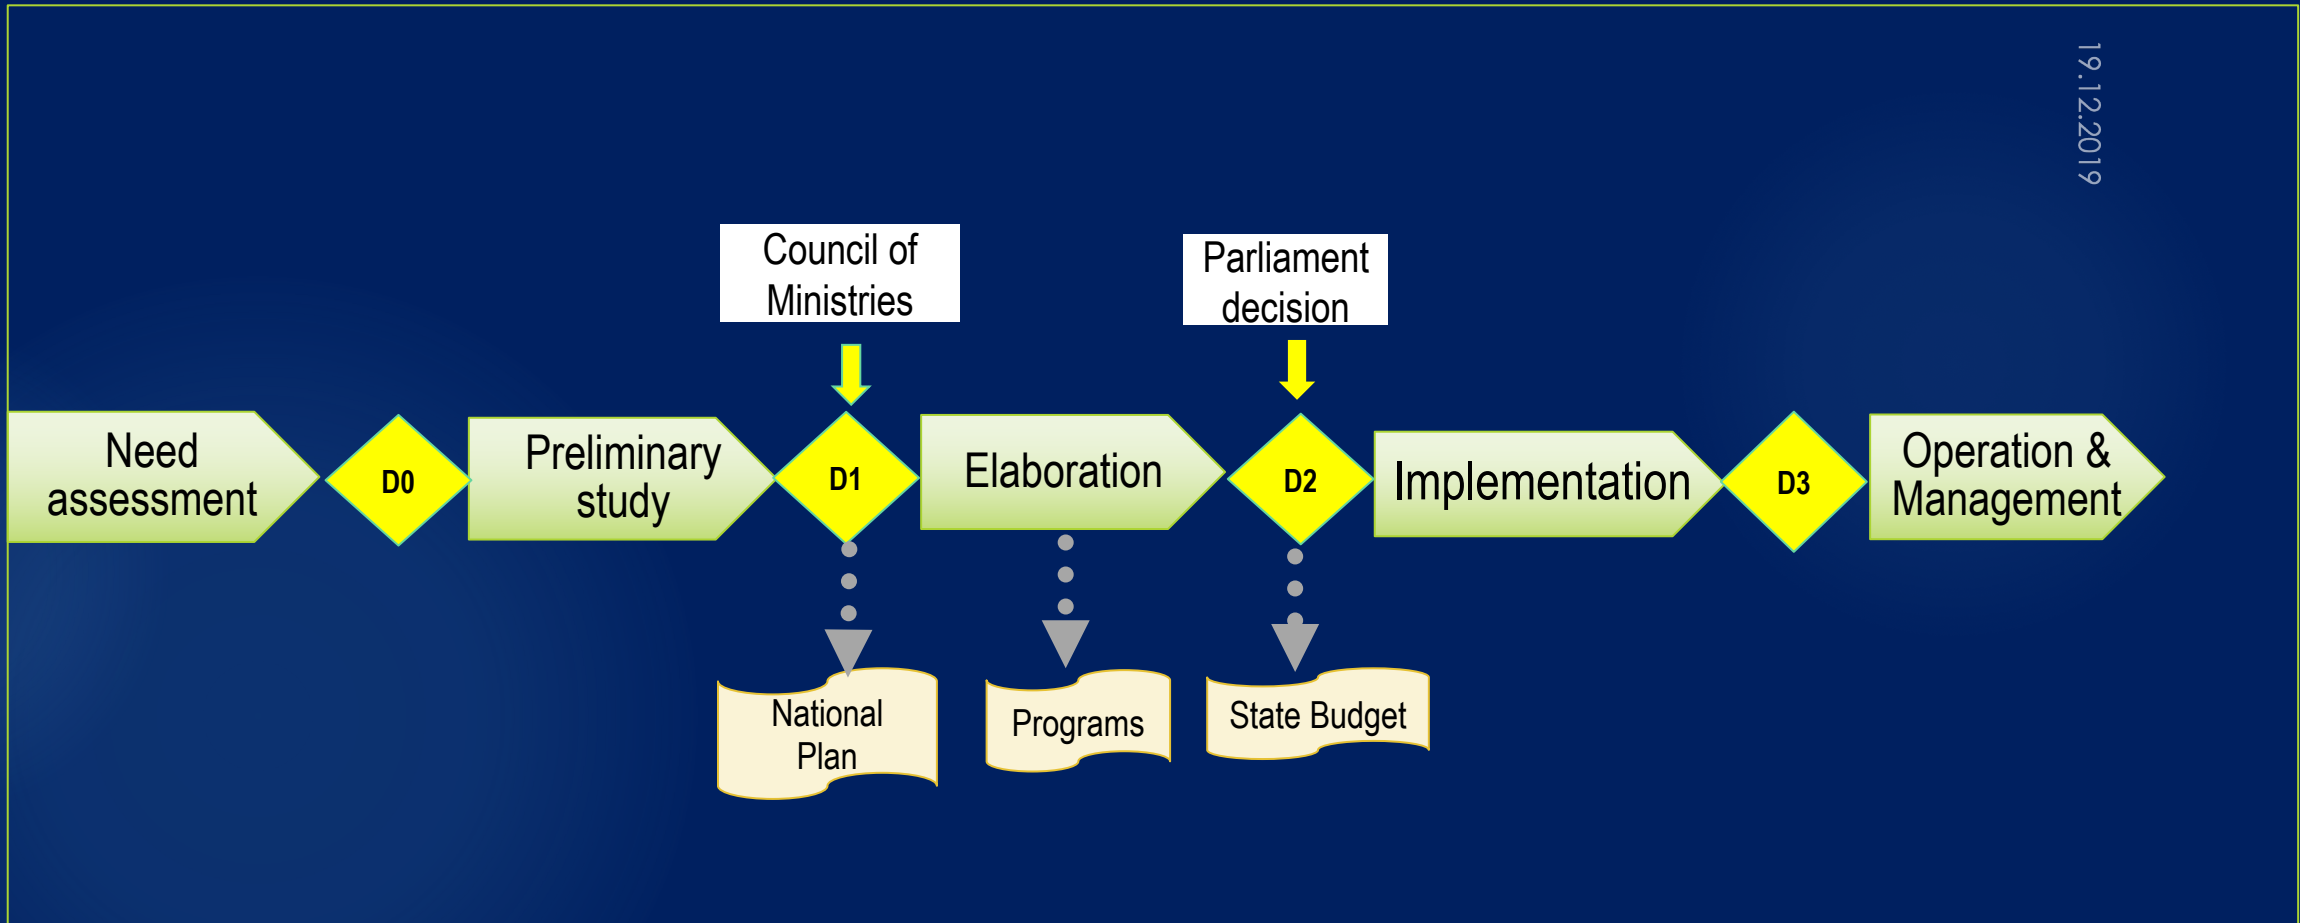 19.12.2019
Council of
Ministries
Parliament
decision
Need
assessment
D0
Preliminary
study
D1
Elaboration
D2
Implementation
D3
Operation &
Management
National
Plan
Programs
State Budget